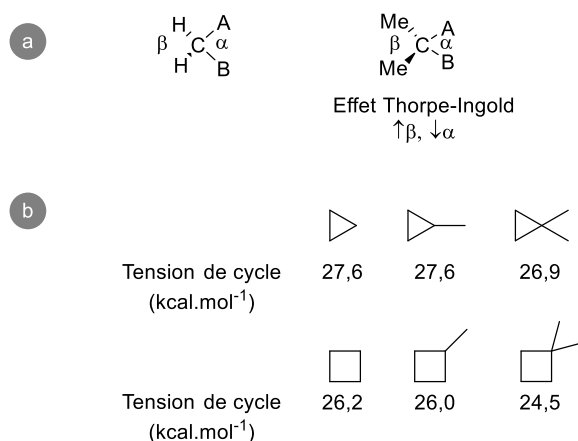 a
H A
β C α
H B
Me A
β C α
Me B
Effet Thorpe-Ingold
↑β, ↓α
b
Tension de cycle 27,6 27,6 26,9
(kcal.mol⁻¹)
Tension de cycle 26,2 26,0 24,5
(kcal.mol⁻¹)